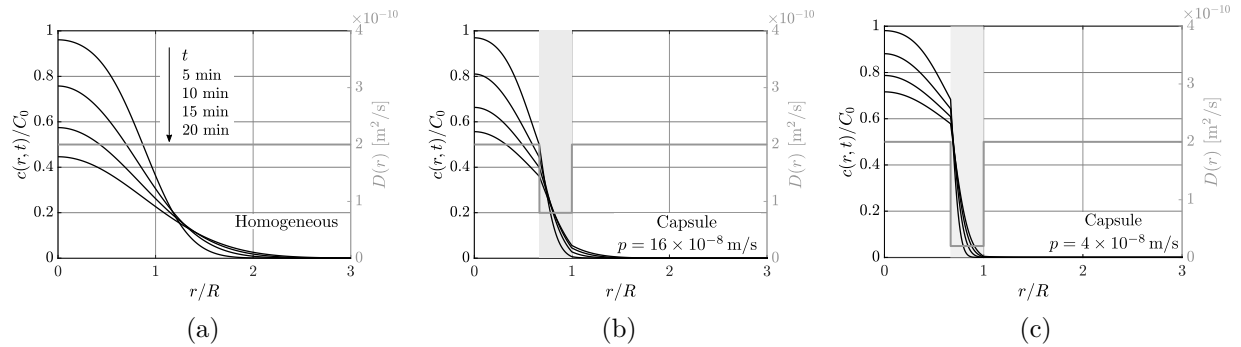 ×10⁻¹⁰
1
0.8
0.6
0.4
0.2
0
c(r, t)/C₀
t
5 min
10 min
15 min
20 min
Homogeneous
4
3
2
1
0
D(r) [m²/s]
0 1 2 3
r/R
(a)
×10⁻¹⁰
1
0.8
0.6
0.4
0.2
0
c(r, t)/C₀
Capsule
p = 16 × 10⁻⁸ m/s
4
3
2
1
0
D(r) [m²/s]
0 1 2 3
r/R
(b)
×10⁻¹⁰
1
0.8
0.6
0.4
0.2
0
c(r, t)/C₀
Capsule
p = 4 × 10⁻⁸ m/s
4
3
2
1
0
D(r) [m²/s]
0 1 2 3
r/R
(c)